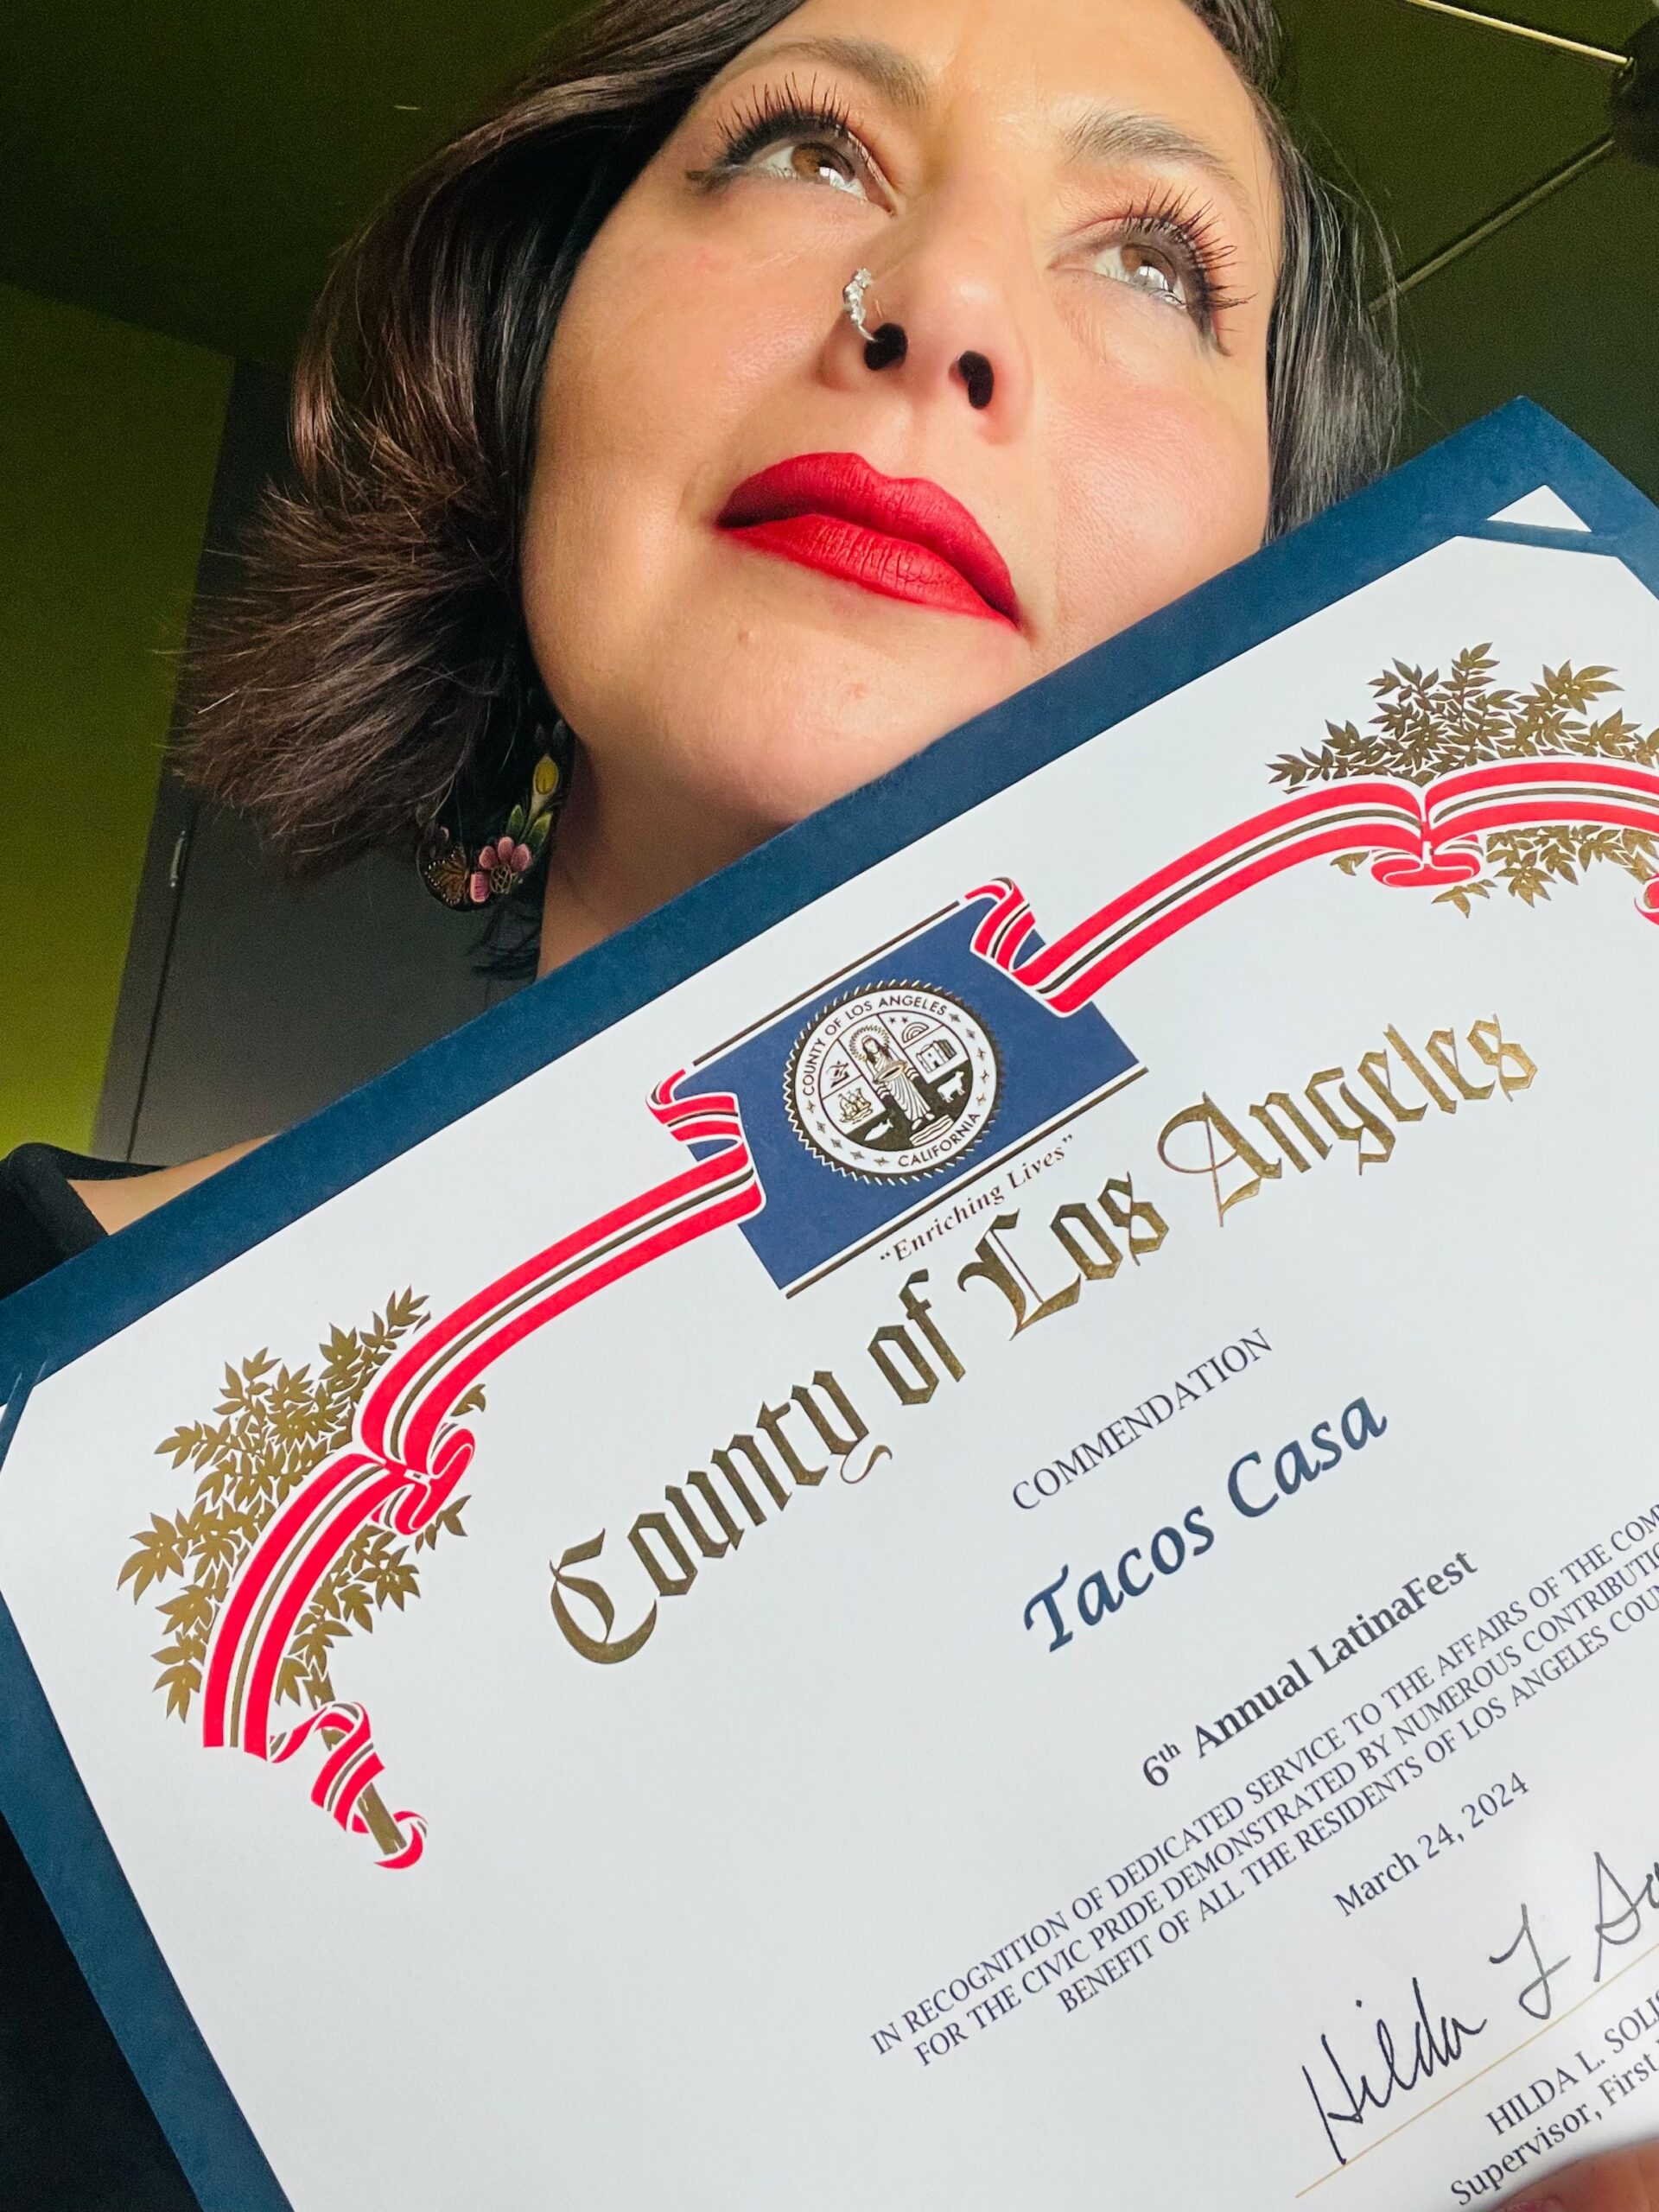 COUNTY OF LOS ANGELES
CALIFORNIA
“Enriching Lives”
County of Los Angeles
COMMENDATION
Tacos Casa
6th Annual LatinaFest
IN RECOGNITION OF DEDICATED SERVICE TO THE AFFAIRS OF THE
FOR THE CIVIC PRIDE DEMONSTRATED BY NUMEROUS
BENEFIT OF ALL THE RESIDENTS OF LOS ANGELES
March 24, 2024
Hilda L
HILDA L. SOLIS
Supervisor, First